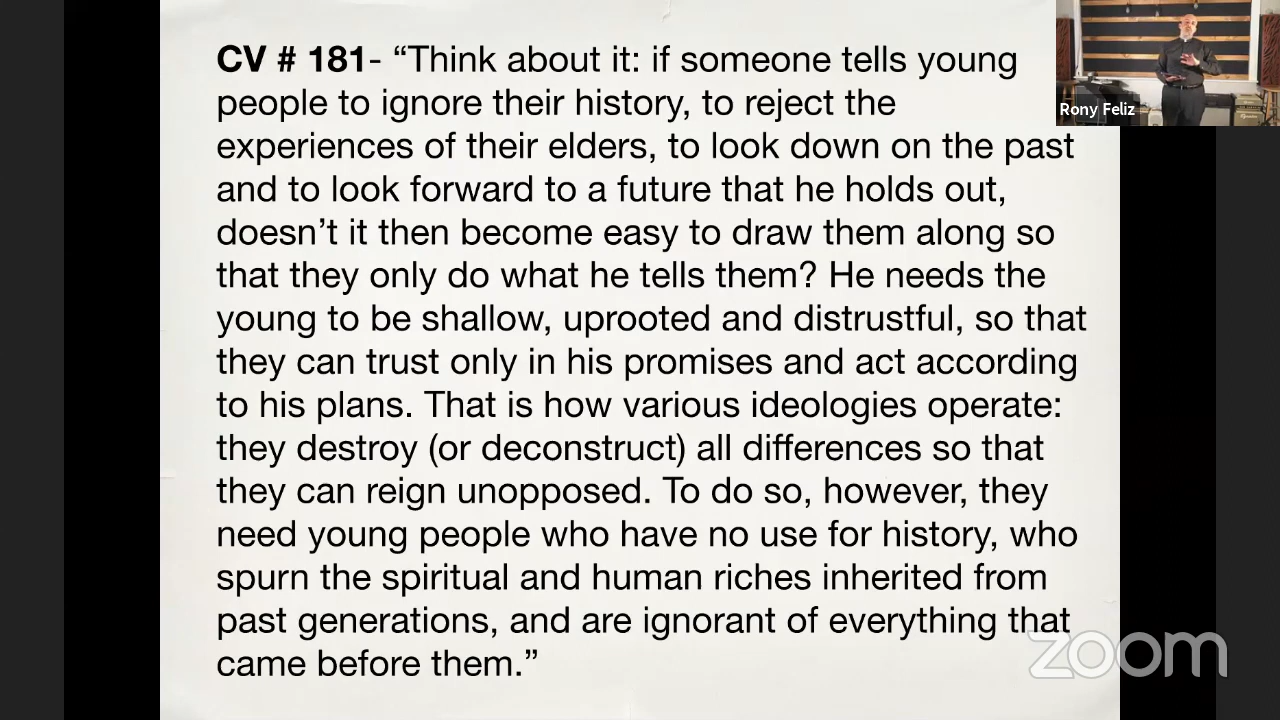 CV # 181- “Think about it: if someone tells young
people to ignore their history, to reject the
experiences of their elders, to look down on the past
and to look forward to a future that he holds out,
doesn’t it then become easy to draw them along so
that they only do what he tells them? He needs the
young to be shallow, uprooted and distrustful, so that
they can trust only in his promises and act according
to his plans. That is how various ideologies operate:
they destroy (or deconstruct) all differences so that
they can reign unopposed. To do so, however, they
need young people who have no use for history, who
spurn the spiritual and human riches inherited from
past generations, and are ignorant of everything that
came before them.”
Rony Feliz
zoom